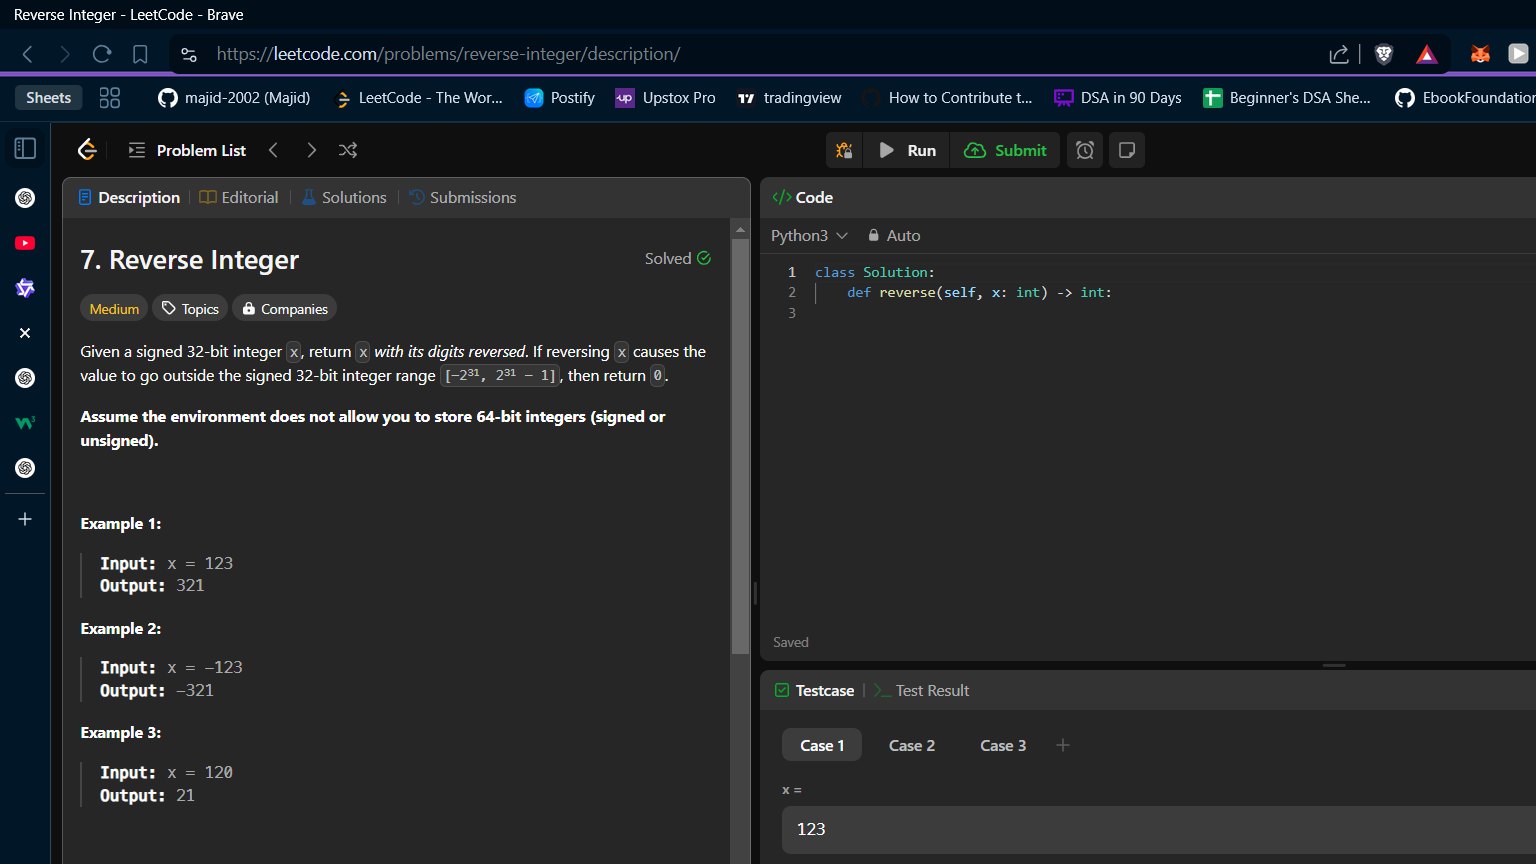 Reverse Integer - LeetCode - Brave
https://leetcode.com/problems/reverse-integer/description/
Sheets majid-2002 (Majid) LeetCode - The Wor... Postify up Upstox Pro tradingview How to Contribute t... DSA in 90 Days Beginner's DSA She... EbookFoundation
Problem List Run Submit
Description | Editorial | Solutions | Submissions
7. Reverse Integer Solved
Medium Topics Companies
Given a signed 32-bit integer x, return x with its digits reversed. If reversing x causes the
value to go outside the signed 32-bit integer range [−2³¹, 2³¹ − 1], then return 0.
Assume the environment does not allow you to store 64-bit integers (signed or
unsigned).
Example 1:
Input: x = 123
Output: 321
Example 2:
Input: x = -123
Output: -321
Example 3:
Input: x = 120
Output: 21
</> Code
Python3 Auto
1 class Solution:
2 def reverse(self, x: int) -> int:
3
Saved
Testcase | >_ Test Result
Case 1 Case 2 Case 3 +
x =
123